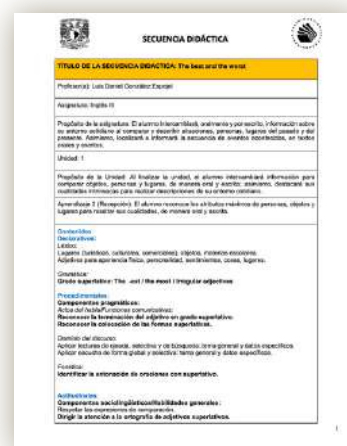 SECUENCIA DIDÁCTICA
TÍTULO DE LA SECUENCIA DIDÁCTICA: The best and the worst
Profesor(a): Luis Daniel González Espejel
Asignatura: Inglés III
Propósito de la asignatura: El alumno intercambiará, oralmente y por escrito, información sobre
su entorno cotidiano al comparar y describir situaciones, personas, lugares del pasado y del
presente. Asimismo, localizará e informará la secuencia de eventos acontecidos, en textos
orales y escritos.
Unidad: 1
Propósito de la Unidad: Al finalizar la unidad, el alumno intercambiará información para
comparar objetos, personas y lugares, de manera oral y escrita; asimismo, destacará sus
cualidades intrínsecas para realizar descripciones de su entorno cotidiano.
Aprendizaje 2 (Recepción): El alumno reconoce los atributos máximos de personas, objetos y
lugares para resaltar sus cualidades, de manera oral y escrita.
Contenidos
Declarativos:
Léxico:
Lugares (turísticos, culturales, comerciales), objetos, materias escolares.
Adjetivos para apariencia física, personalidad, sentimientos, cosas, lugares.
Gramática:
Grado superlativo: The -est / the most / irregular adjectives
Procedimentales:
Componentes pragmáticos:
Actos del habla/Funciones comunicativas:
Reconocer la terminación del adjetivo en grado superlativo.
Reconocer la colocación de las formas superlativas.
Dominio del discurso:
Aplicar lecturas de ojeada, selectiva y de búsqueda: tema general y datos específicos.
Aplicar escucha de forma global y selectiva: tema general y datos específicos.
Fonética:
Identificar la entonación de oraciones con superlativo.
Actitudinales
Componentes sociolingüísticos/Habilidades generales:
Respetar las expresiones de comparación.
Dirigir la atención a la ortografía de adjetivos superlativos.
1